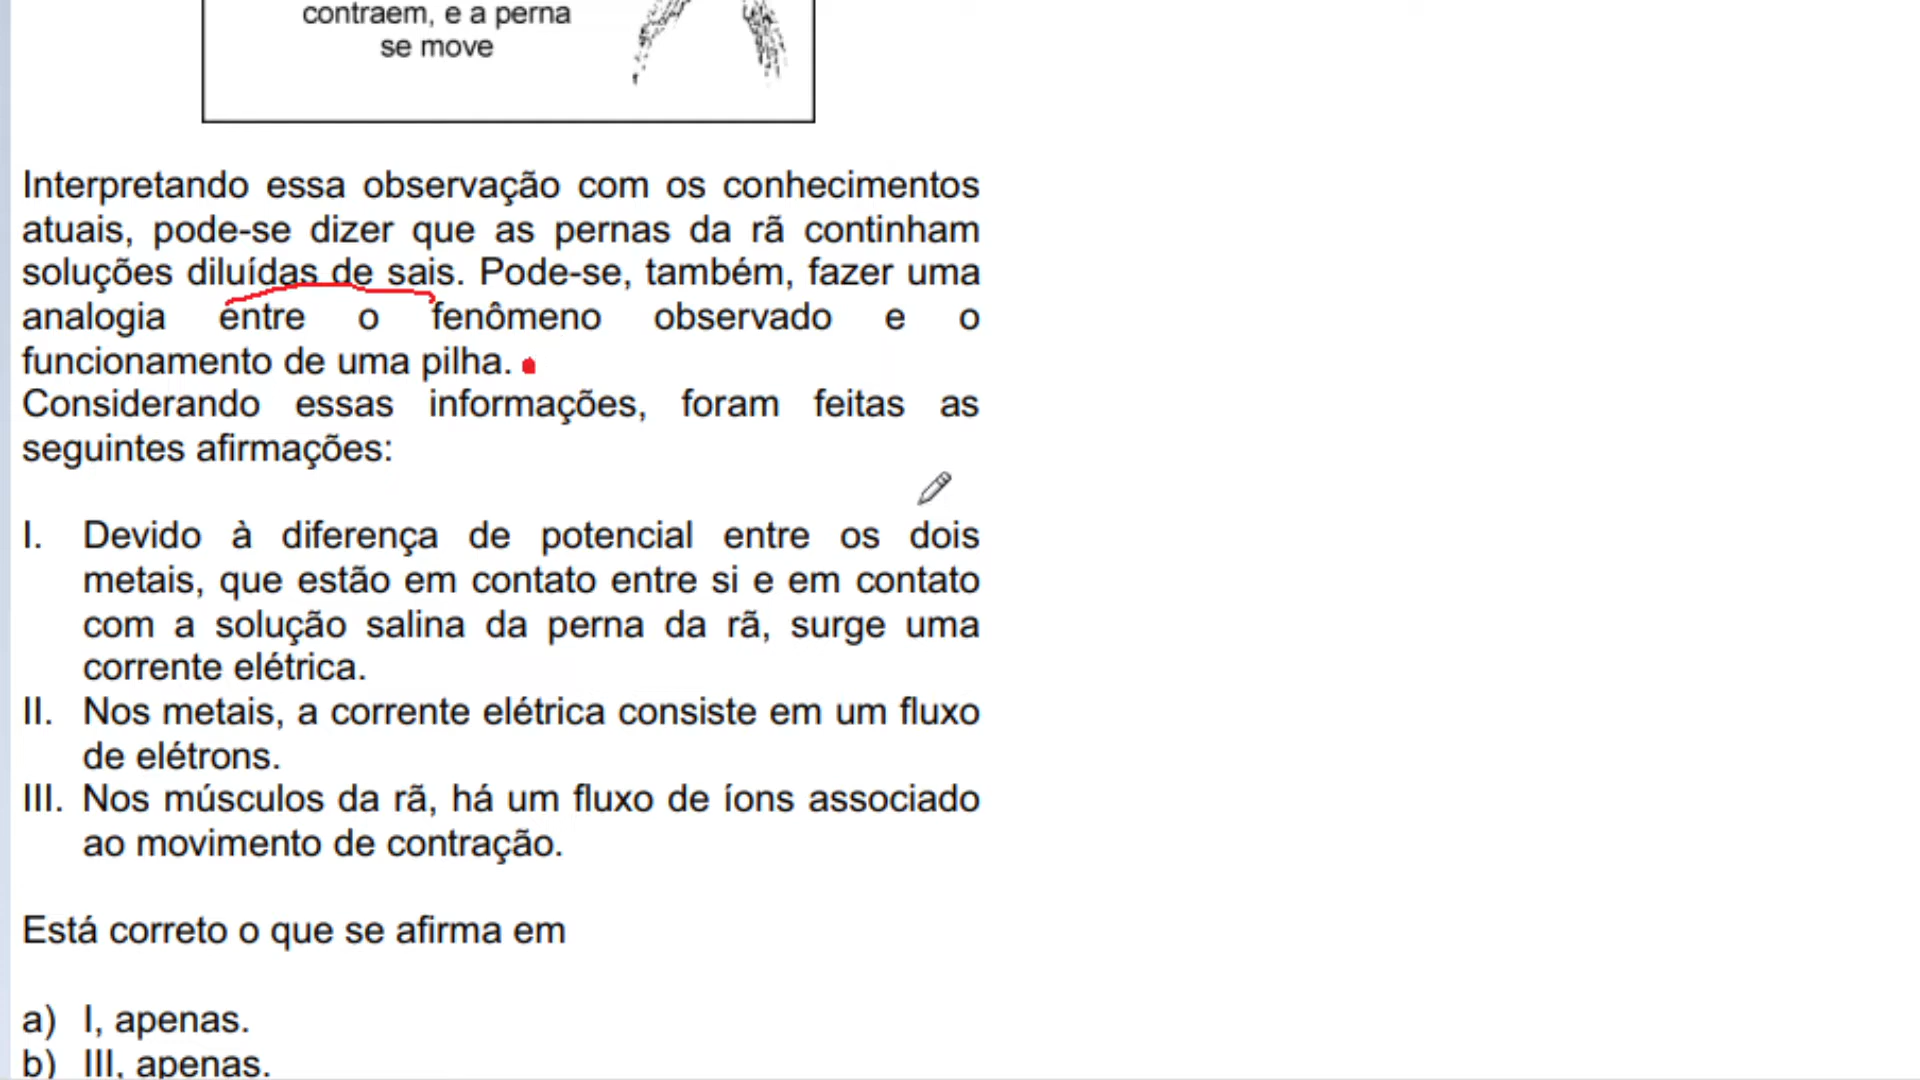 contraem, e a perna
se move
Interpretando essa observação com os conhecimentos
atuais, pode-se dizer que as pernas da rã continham
soluções diluídas de sais. Pode-se, também, fazer uma
analogia entre o fenômeno observado e o
funcionamento de uma pilha.
Considerando essas informações, foram feitas as
seguintes afirmações:
I. Devido à diferença de potencial entre os dois
metais, que estão em contato entre si e em contato
com a solução salina da perna da rã, surge uma
corrente elétrica.
II. Nos metais, a corrente elétrica consiste em um fluxo
de elétrons.
III. Nos músculos da rã, há um fluxo de íons associado
ao movimento de contração.
Está correto o que se afirma em
a) I, apenas.
b) III, apenas.